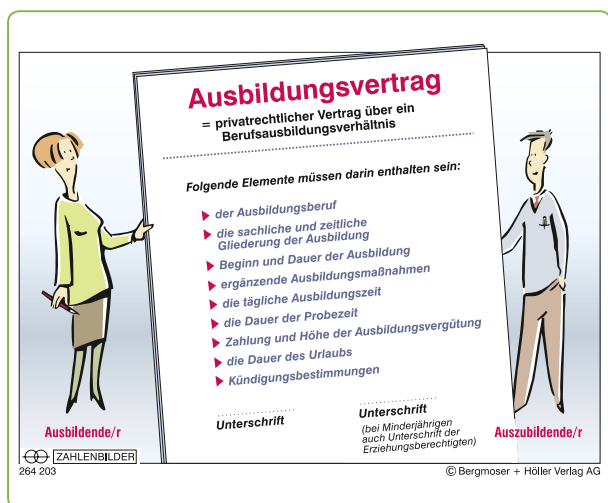 Ausbildungsvertrag
= privatrechtlicher Vertrag über ein
Berufsausbildungsverhältnis
Folgende Elemente müssen darin enthalten sein:
der Ausbildungsberuf
die sachliche und zeitliche
Gliederung der Ausbildung
Beginn und Dauer der Ausbildung
ergänzende Ausbildungsmaßnahmen
die tägliche Ausbildungszeit
die Dauer der Probezeit
Zahlung und Höhe der Ausbildungsvergütung
die Dauer des Urlaubs
Kündigungsbestimmungen
Unterschrift
Unterschrift
(bei Minderjährigen
auch Unterschrift der
Erziehungsberechtigten)
Ausbildende/r
Auszubildende/r
ZAHLENBILDER
264 203
© Bergmoser + Höller Verlag AG